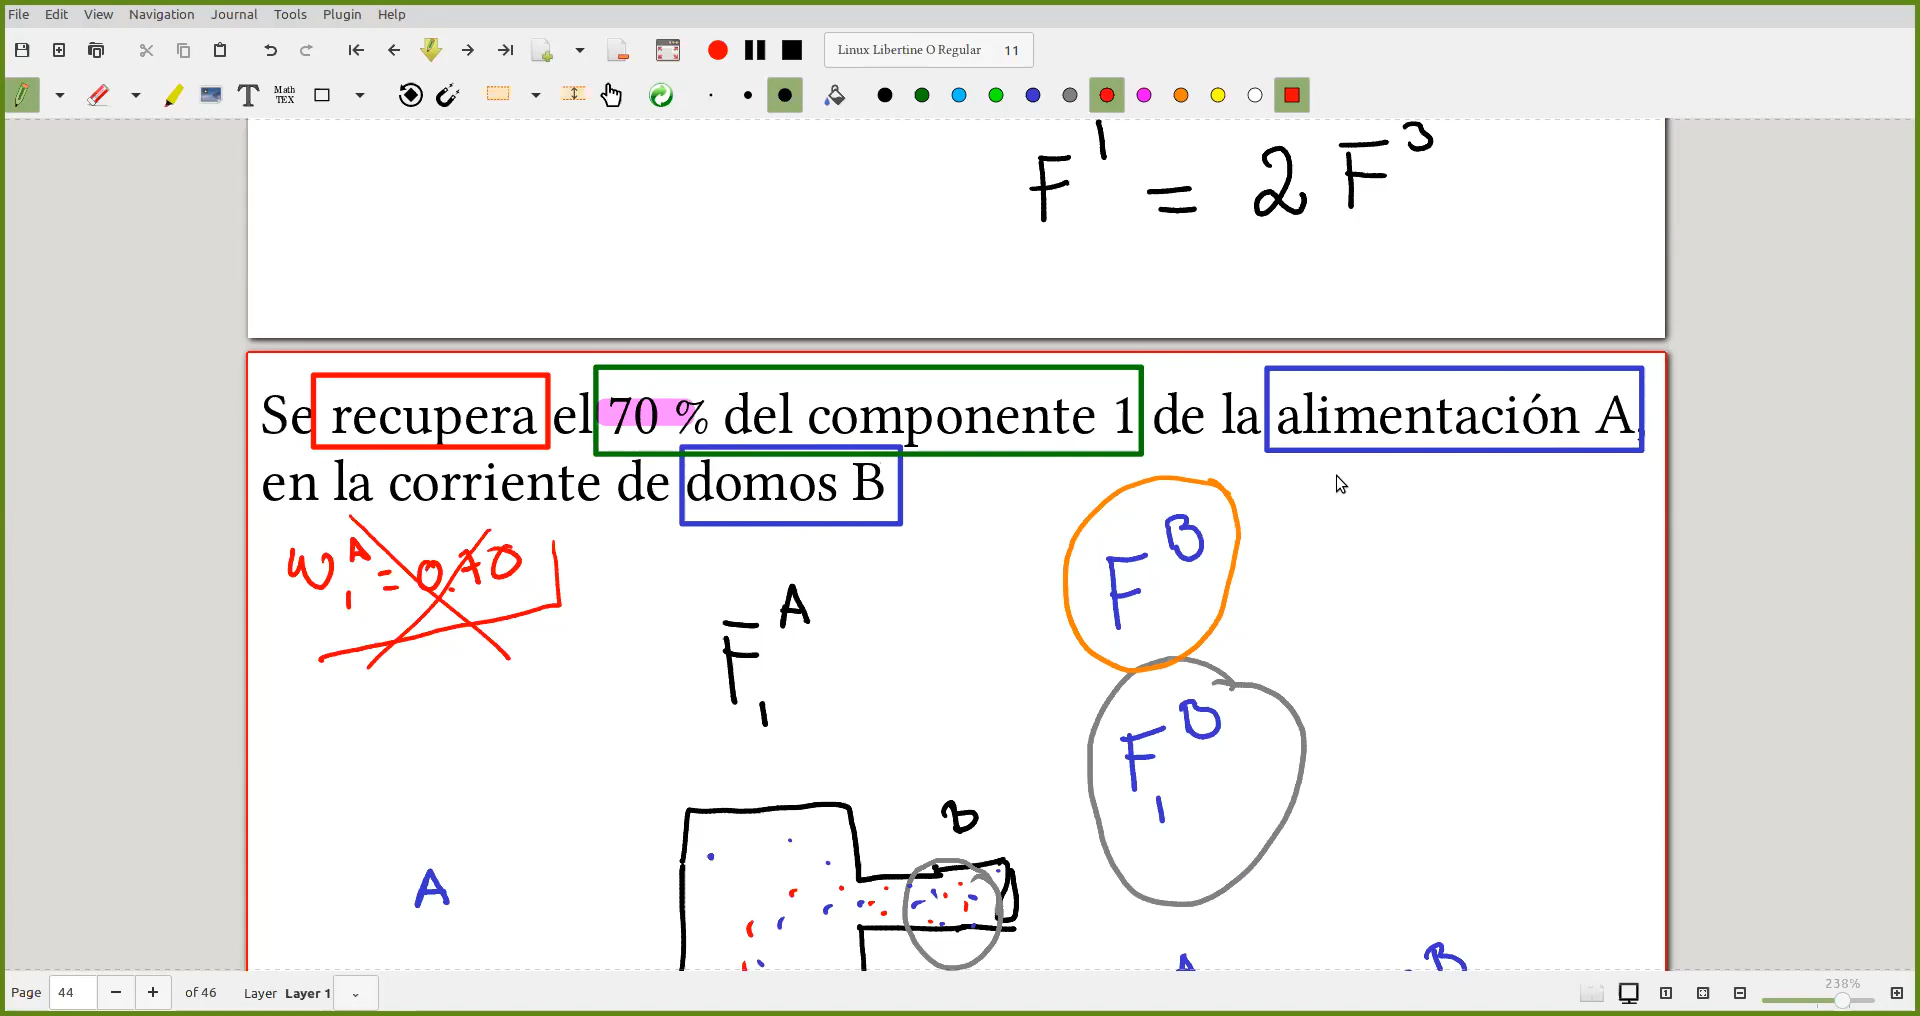 File Edit View Navigation Journal Tools Plugin Help
Linux Libertine O Regular 11
T Math TEX
F¹ = 2 F³
Se recupera el 70 % del componente 1 de la alimentación A,
en la corriente de domos B
w₁ᴬ = 0.70
Fᴮ
F₁ᴬ
F₁ᴮ
B
A
A B
Page 44 of 46 Layer Layer 1 238%